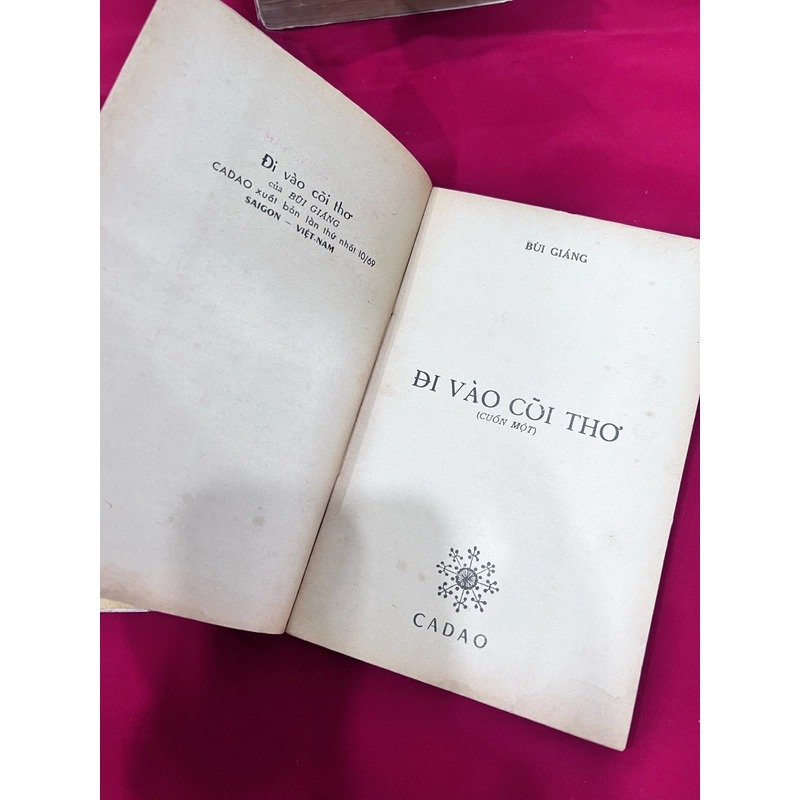 Đi vào cõi thơ
của BÙI GIÁNG
CADAO xuất bản lần thứ nhất 10/69
SAIGON — VIỆT-NAM
BÙI GIÁNG
ĐI VÀO CÕI THƠ
(CUỐN MỘT)
CADAO